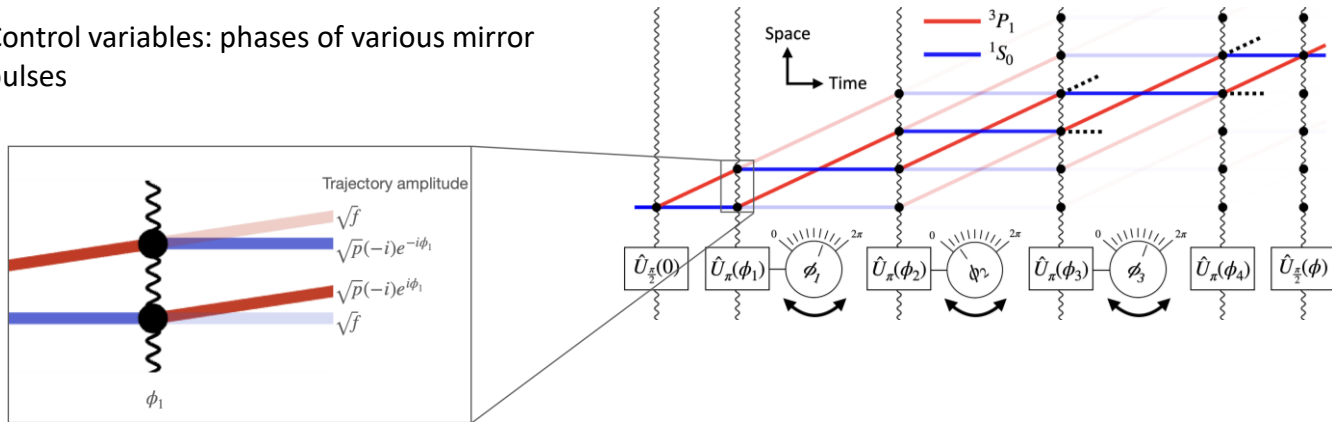 Control variables: phases of various mirror
pulses
Space
Time
³P₁
¹S₀
Trajectory amplitude
√f
√p(-i)e^{-iϕ₁}
√p(-i)e^{iϕ₁}
√f
ϕ₁
Û_{π/2}(0)
Û_π(ϕ₁)
0
2π
ϕ₁
Û_π(ϕ₂)
0
2π
ϕ₂
Û_π(ϕ₃)
0
2π
ϕ₃
Û_π(ϕ₄)
Û_{π/2}(ϕ)